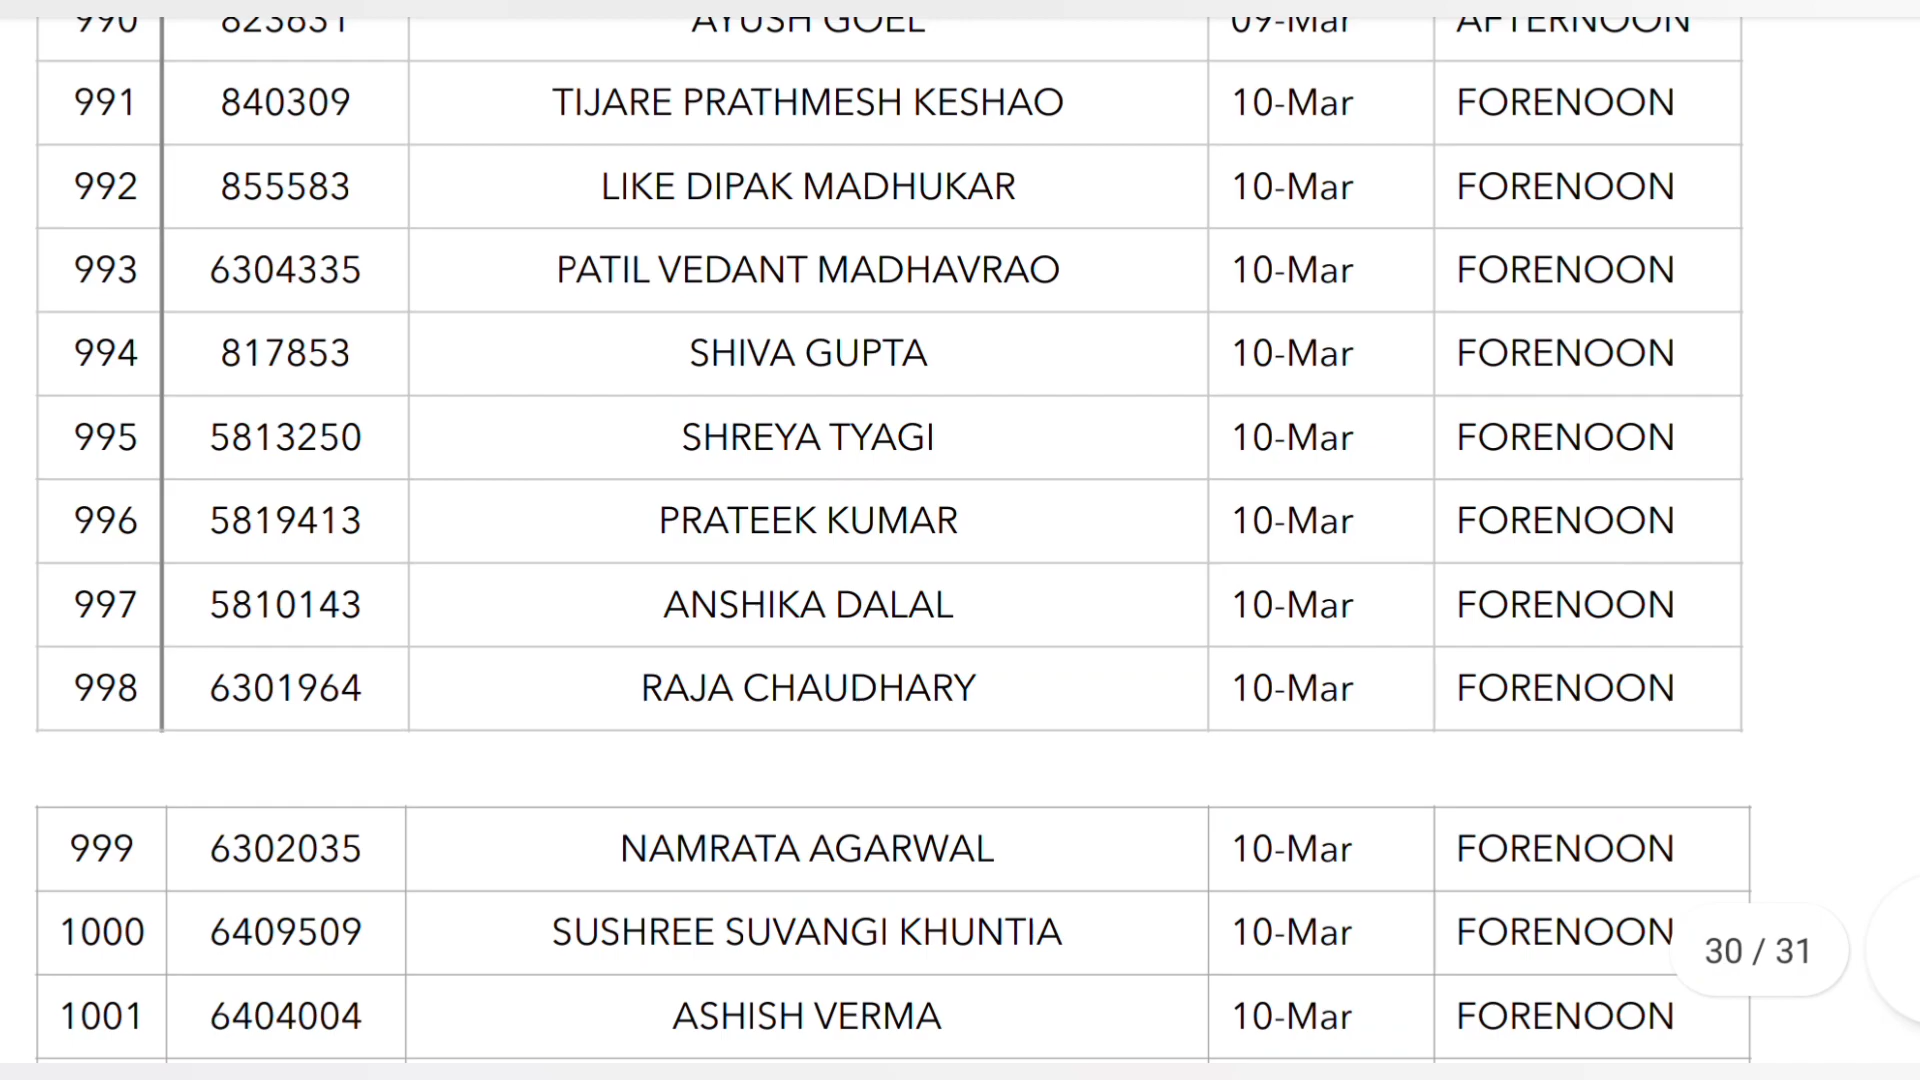 990 823631 AYUSH GOEL 09-Mar AFTERNOON
991 840309 TIJARE PRATHMESH KESHAO 10-Mar FORENOON
992 855583 LIKE DIPAK MADHUKAR 10-Mar FORENOON
993 6304335 PATIL VEDANT MADHAVRAO 10-Mar FORENOON
994 817853 SHIVA GUPTA 10-Mar FORENOON
995 5813250 SHREYA TYAGI 10-Mar FORENOON
996 5819413 PRATEEK KUMAR 10-Mar FORENOON
997 5810143 ANSHIKA DALAL 10-Mar FORENOON
998 6301964 RAJA CHAUDHARY 10-Mar FORENOON
999 6302035 NAMRATA AGARWAL 10-Mar FORENOON
1000 6409509 SUSHREE SUVANGI KHUNTIA 10-Mar FORENOON
30 / 31
1001 6404004 ASHISH VERMA 10-Mar FORENOON